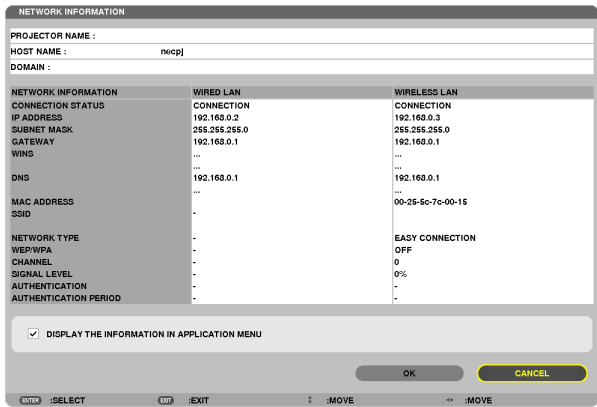 NETWORK INFORMATION
PROJECTOR NAME :
HOST NAME : necpj
DOMAIN :
NETWORK INFORMATION WIRED LAN WIRELESS LAN
CONNECTION STATUS CONNECTION CONNECTION
IP ADDRESS 192.168.0.2 192.168.0.3
SUBNET MASK 255.255.255.0 255.255.255.0
GATEWAY 192.168.0.1 192.168.0.1
WINS ... ...
... ...
DNS 192.168.0.1 192.168.0.1
... ...
MAC ADDRESS 00-25-5c-7c-00-15
SSID -
NETWORK TYPE - EASY CONNECTION
WEP/WPA - OFF
CHANNEL - 0
SIGNAL LEVEL - 0%
AUTHENTICATION - -
AUTHENTICATION PERIOD - -
DISPLAY THE INFORMATION IN APPLICATION MENU
OK CANCEL
ENTER :SELECT EXIT :EXIT :MOVE :MOVE